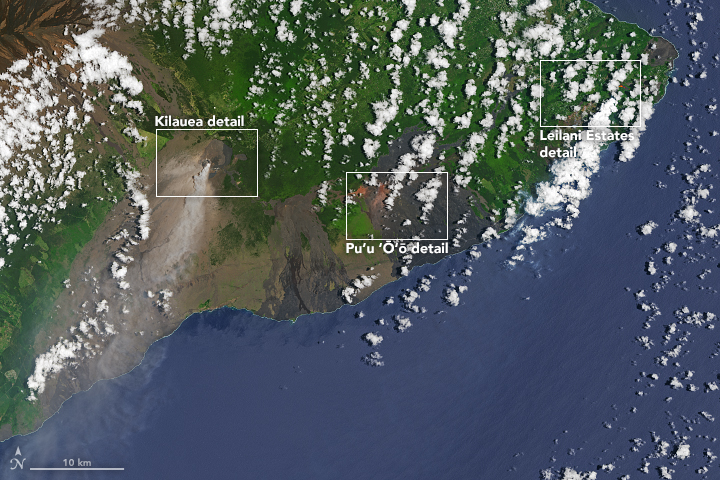 Kilauea detail
Leilani Estates
detail
Pu‘u ‘Ō‘ō detail
N
10 km